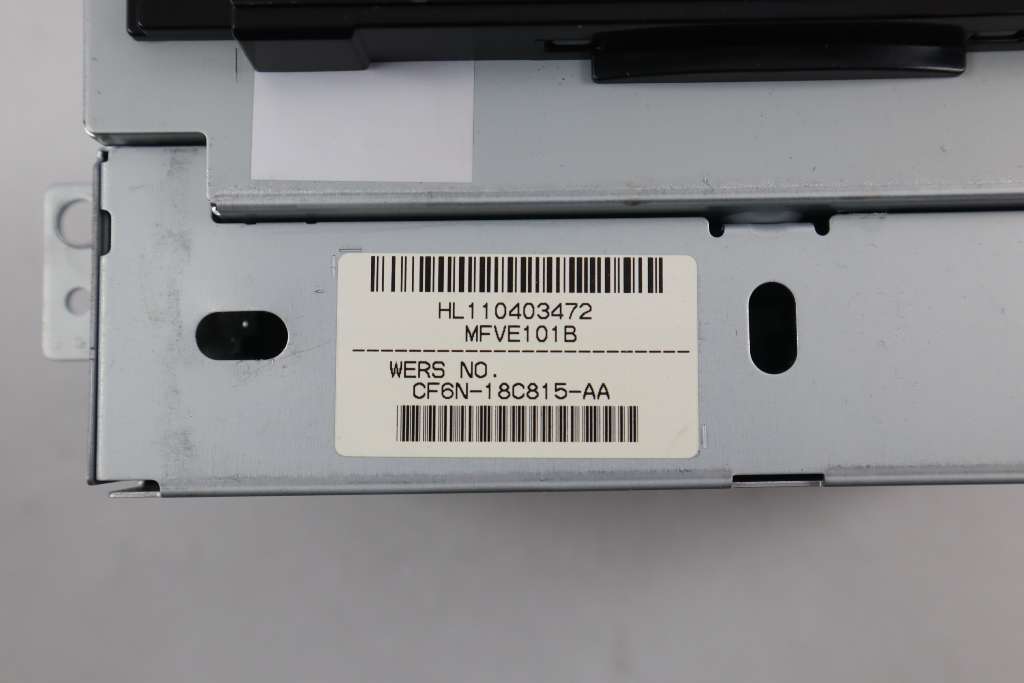 HL110403472
MFVE101B
WERS NO.
CF6N-18C815-AA